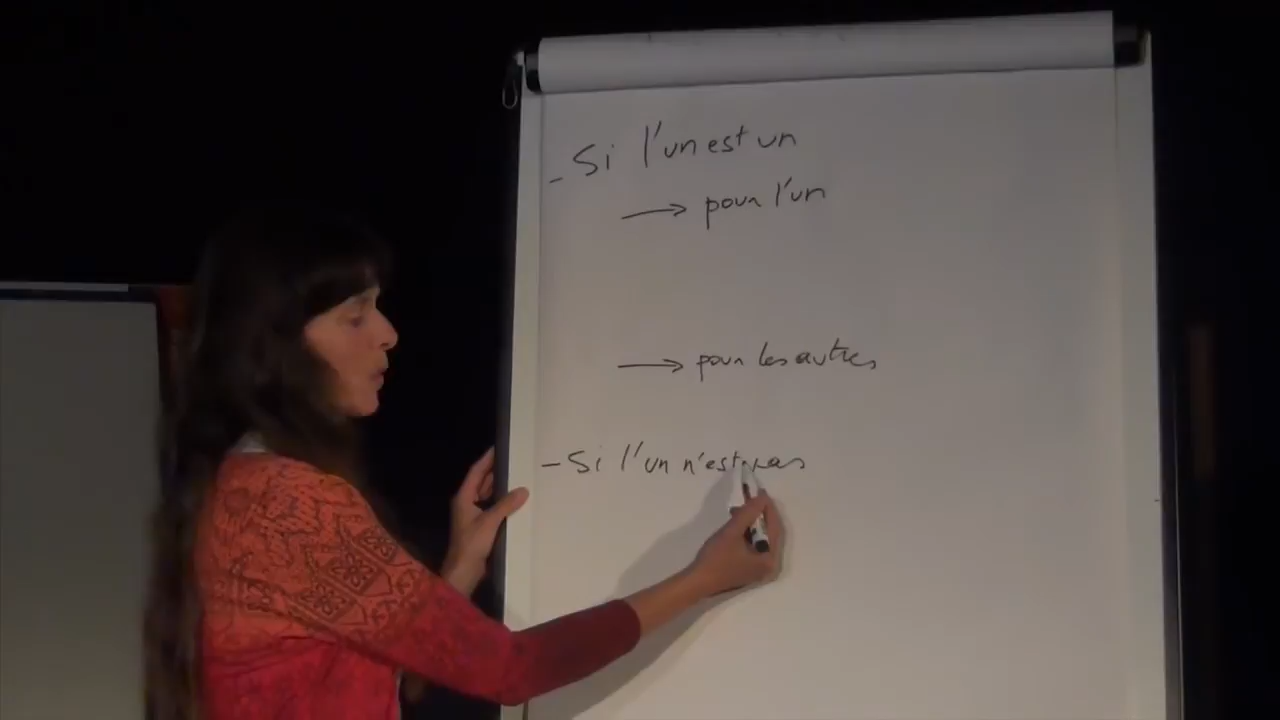 - Si l'un est un
→ pour l'un
→ pour les autres
- Si l'un n'est pas